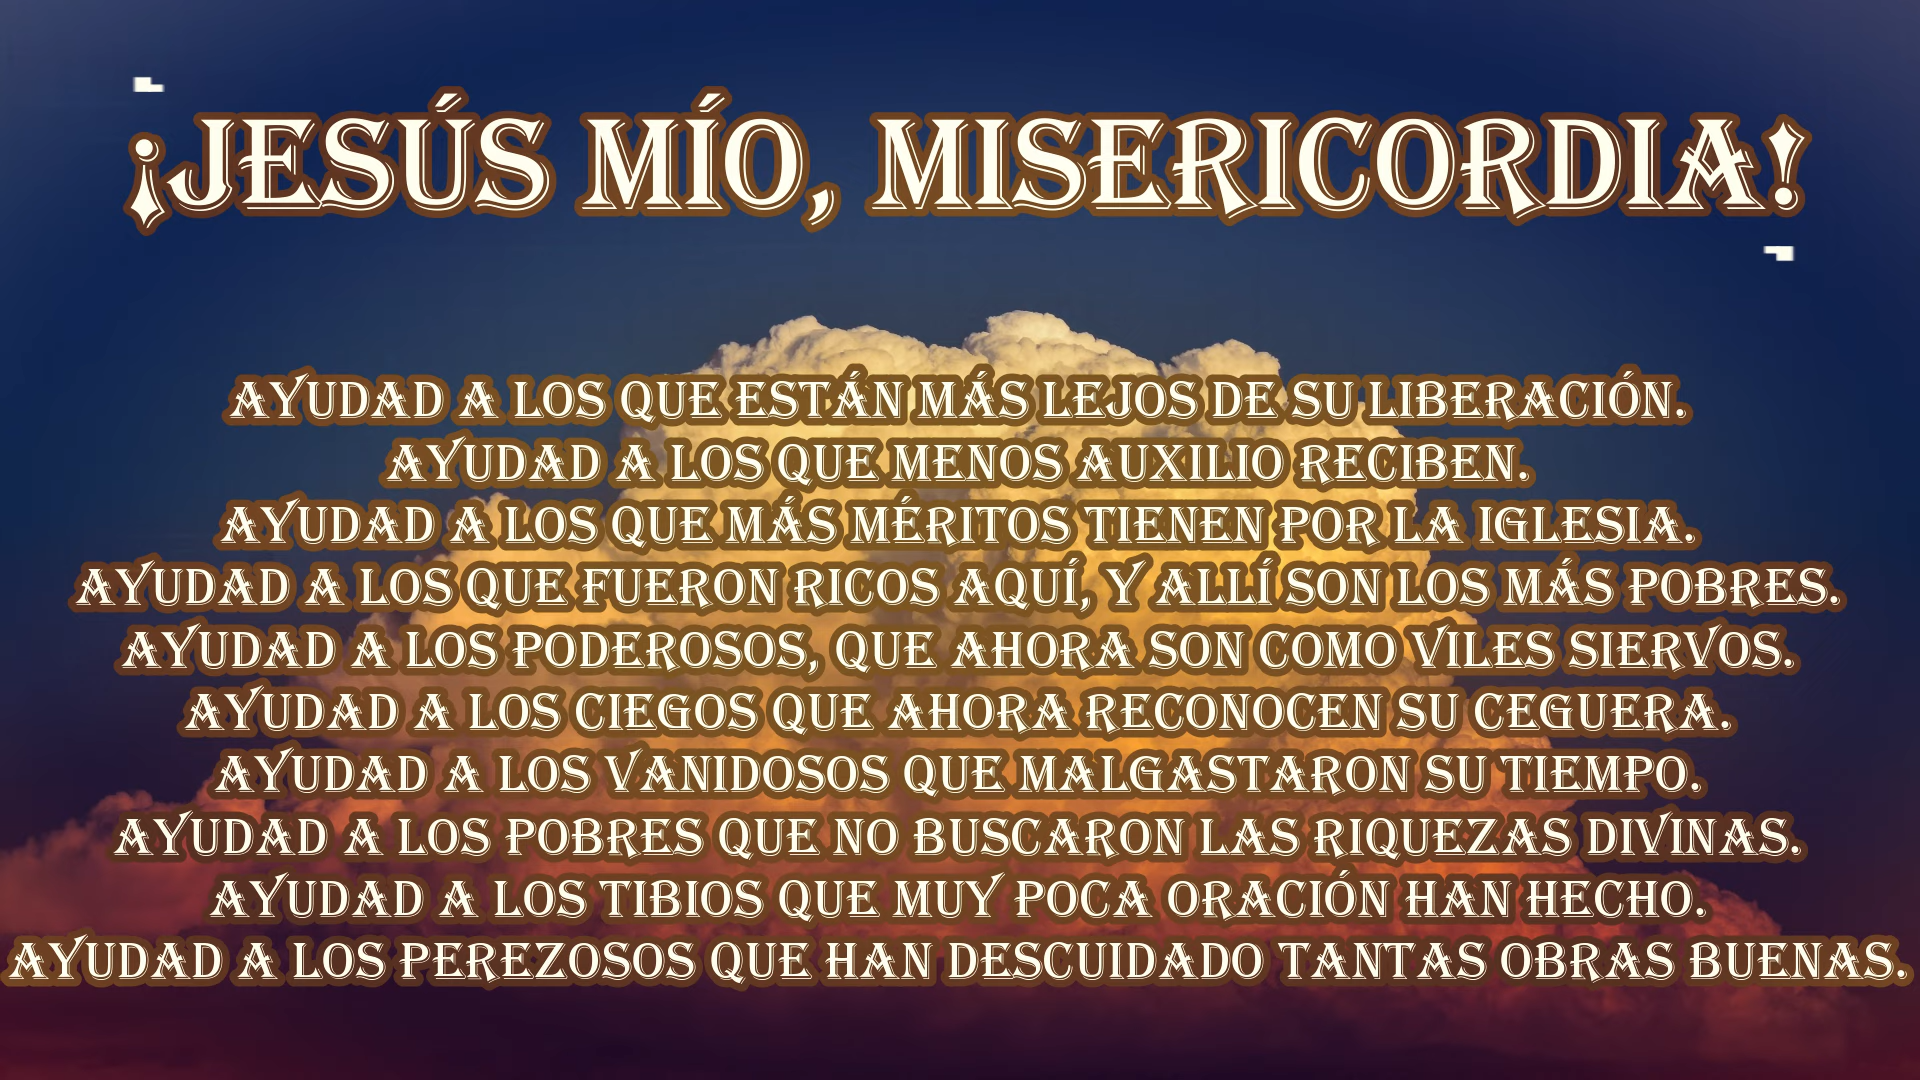 ¡JESÚS MÍO, MISERICORDIA!
AYUDAD A LOS QUE ESTÁN MÁS LEJOS DE SU LIBERACIÓN.
AYUDAD A LOS QUE MENOS AUXILIO RECIBEN.
AYUDAD A LOS QUE MÁS MÉRITOS TIENEN POR LA IGLESIA.
AYUDAD A LOS QUE FUERON RICOS AQUÍ, Y ALLÍ SON LOS MÁS POBRES.
AYUDAD A LOS PODEROSOS, QUE AHORA SON COMO VILES SIERVOS.
AYUDAD A LOS CIEGOS QUE AHORA RECONOCEN SU CEGUERA.
AYUDAD A LOS VANIDOSOS QUE MALGASTARON SU TIEMPO.
AYUDAD A LOS POBRES QUE NO BUSCARON LAS RIQUEZAS DIVINAS.
AYUDAD A LOS TIBIOS QUE MUY POCA ORACIÓN HAN HECHO.
AYUDAD A LOS PEREZOSOS QUE HAN DESCUIDADO TANTAS OBRAS BUENAS.